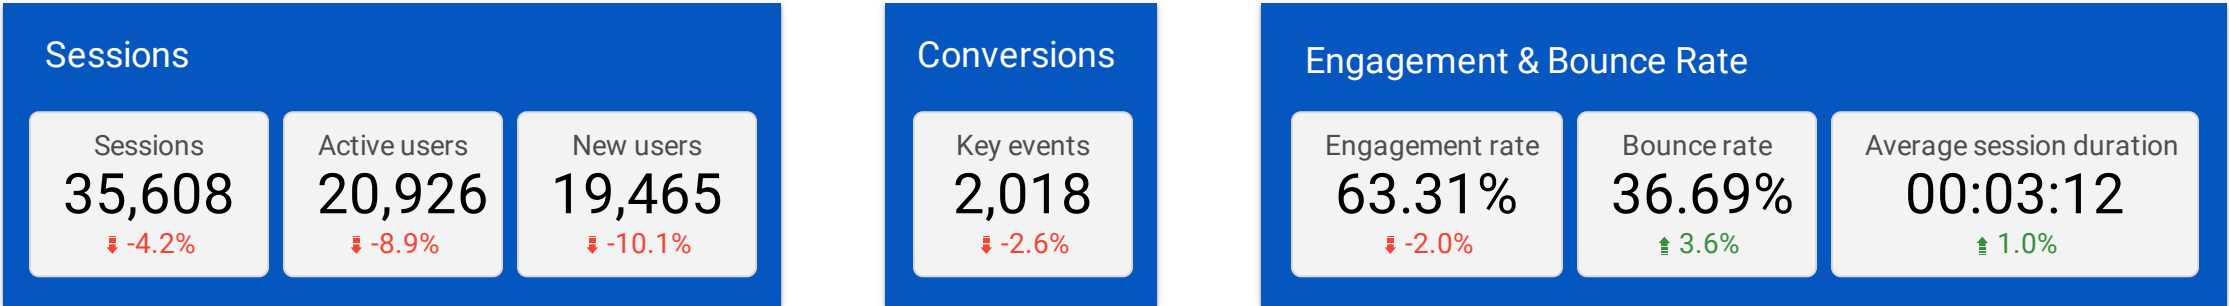 Sessions
Sessions
35,608
-4.2%
Active users
20,926
-8.9%
New users
19,465
-10.1%
Conversions
Key events
2,018
-2.6%
Engagement & Bounce Rate
Engagement rate
63.31%
-2.0%
Bounce rate
36.69%
3.6%
Average session duration
00:03:12
1.0%